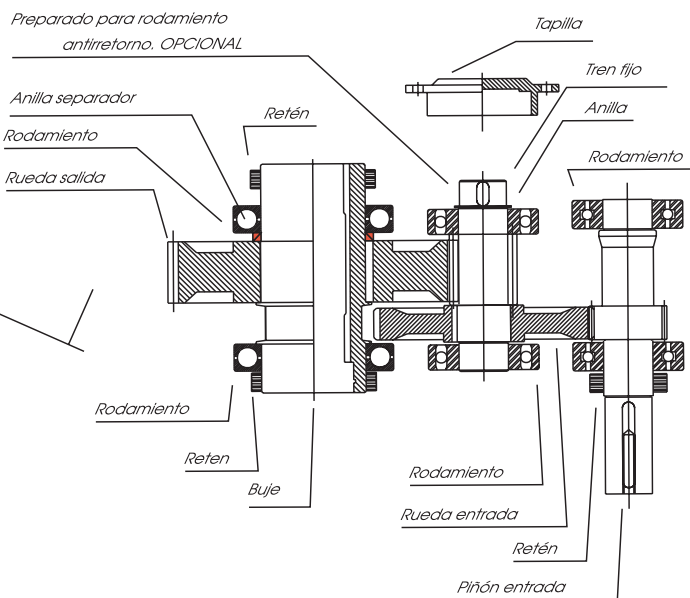 Preparado para rodamiento
antirretorno. OPCIONAL
Tapilla
Tren fijo
Anilla separador
Retén
Anilla
Rodamiento
Rodamiento
Rueda salida
Rodamiento
Reten
Buje
Rodamiento
Rueda entrada
Retén
Piñón entrada